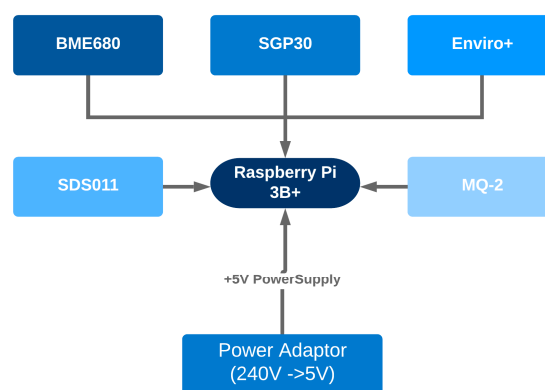 BME680
SGP30
Enviro+
SDS011
Raspberry Pi
3B+
MQ-2
+5V PowerSupply
Power Adaptor
(240V ->5V)